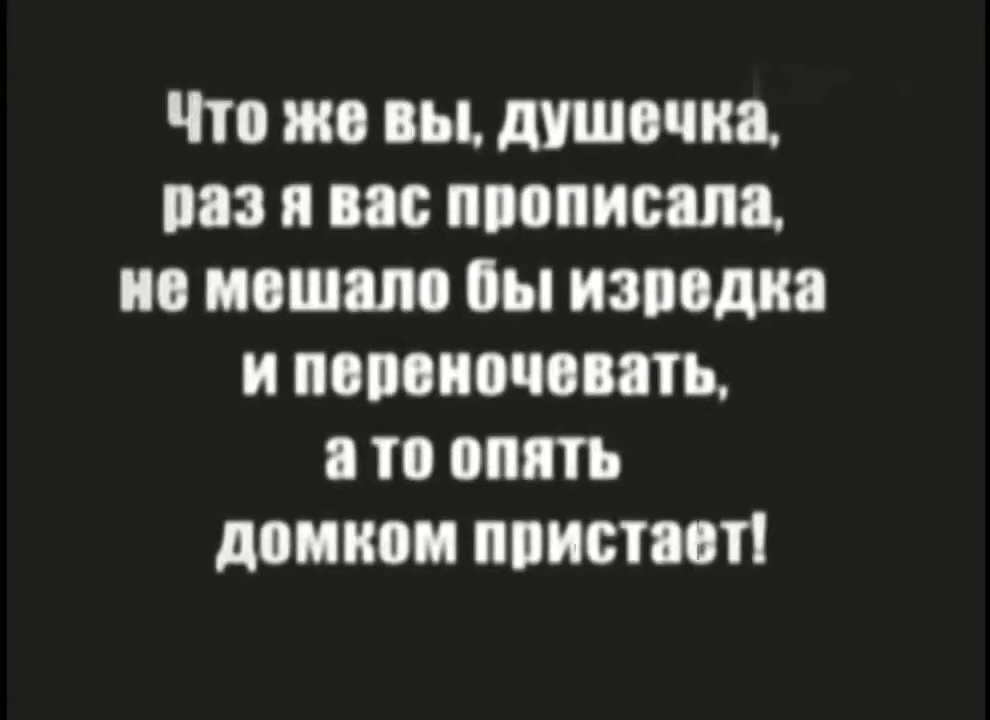 Что же вы, душечка,
раз я вас прописала,
не мешало бы изредка
и переночевать,
а то опять
домком пристает!